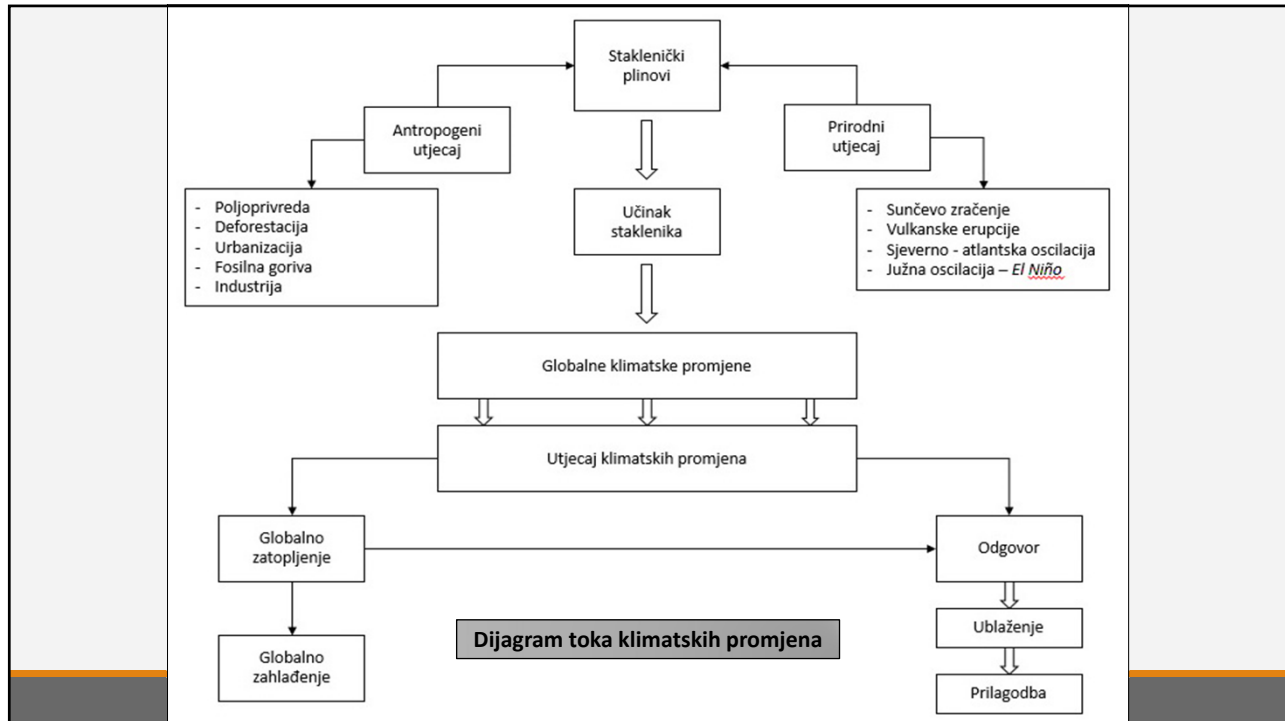 Staklenički
plinovi
Antropogeni
utjecaj
Prirodni
utjecaj
- Poljoprivreda
- Deforestacija
- Urbanizacija
- Fosilna goriva
- Industrija
Učinak
staklenika
- Sunčevo zračenje
- Vulkanske erupcije
- Sjeverno - atlantska oscilacija
- Južna oscilacija – El Niño
Globalne klimatske promjene
Utjecaj klimatskih promjena
Globalno
zatopljenje
Odgovor
Dijagram toka klimatskih promjena
Ublaženje
Globalno
zahlađenje
Prilagodba